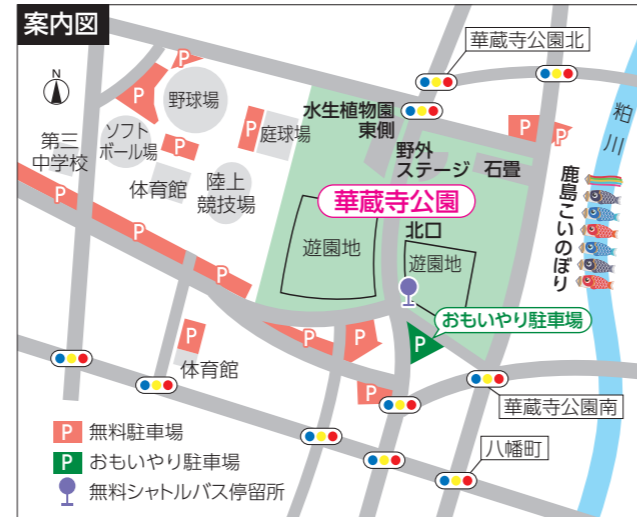 案内図
N
P
P
P
P
P
P
P
P
P
P
P
P
P
P
華蔵寺公園北
野球場
水生植物園
東側
庭球場
ソフト
ボール場
第三
中学校
野外
ステージ
石畳
粕川
体育館
陸上
競技場
華蔵寺公園
北口
鹿島こいのぼり
遊園地
遊園地
おもいやり駐車場
体育館
華蔵寺公園南
八幡町
P 無料駐車場
P おもいやり駐車場
無料シャトルバス停留所